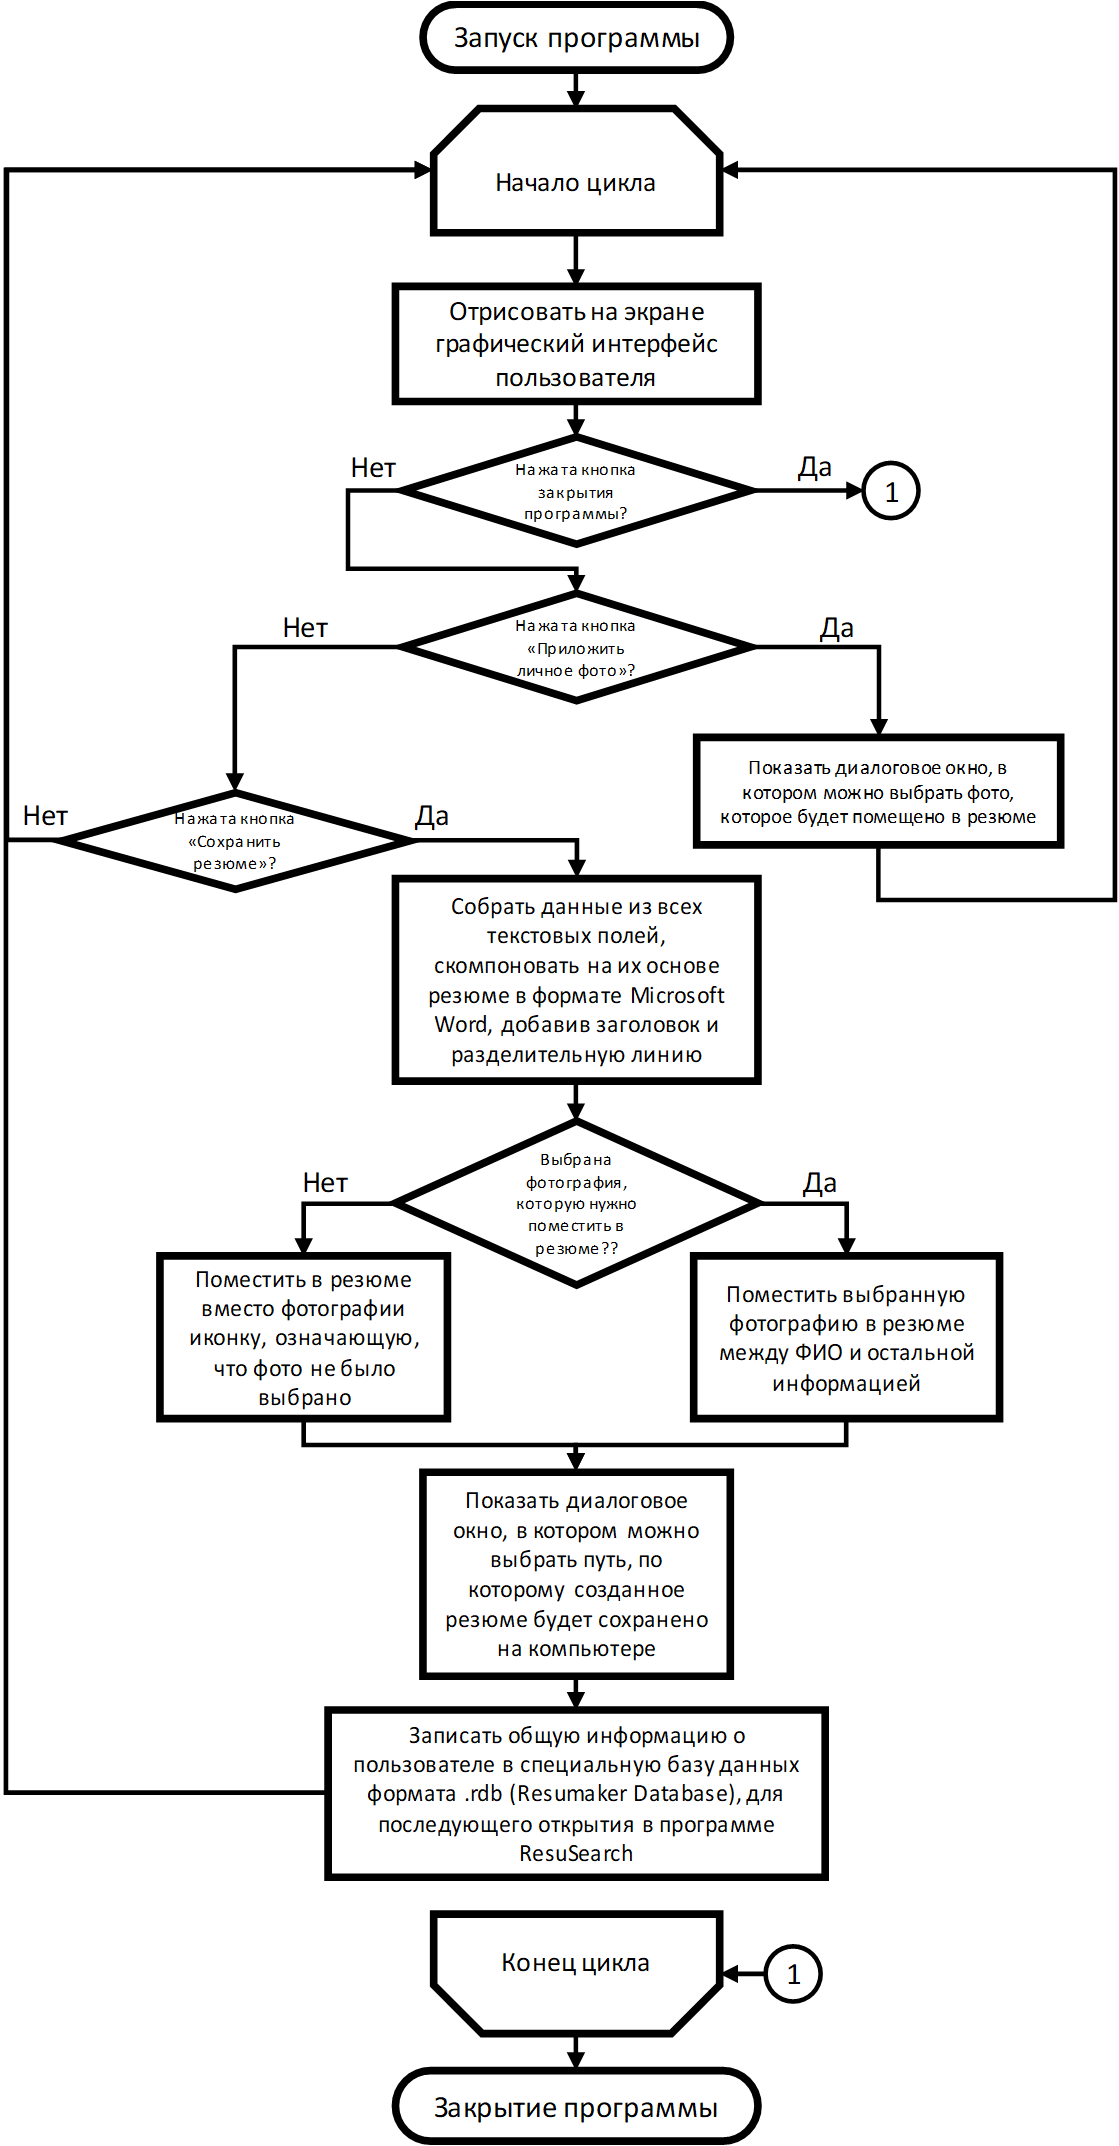 Запуск программы
Начало цикла
Отрисовать на экране
графический интерфейс
пользователя
Нет
Нажата кнопка
закрытия
программы?
Да
1
Нет
Нажата кнопка
«Приложить
личное фото»?
Да
Показать диалоговое окно, в
котором можно выбрать фото,
которое будет помещено в резюме
Нет
Нажата кнопка
«Сохранить
резюме»?
Да
Собрать данные из всех
текстовых полей,
скомпоновать на их основе
резюме в формате Microsoft
Word, добавив заголовок и
разделительную линию
Нет
Выбрана
фотография,
которую нужно
поместить в
резюме??
Да
Поместить в резюме
вместо фотографии
иконку, означающую,
что фото не было
выбрано
Поместить выбранную
фотографию в резюме
между ФИО и остальной
информацией
Показать диалоговое
окно, в котором можно
выбрать путь, по
которому созданное
резюме будет сохранено
на компьютере
Записать общую информацию о
пользователе в специальную базу данных
формата .rdb (Resumaker Database), для
последующего открытия в программе
ResuSearch
Конец цикла
1
Закрытие программы